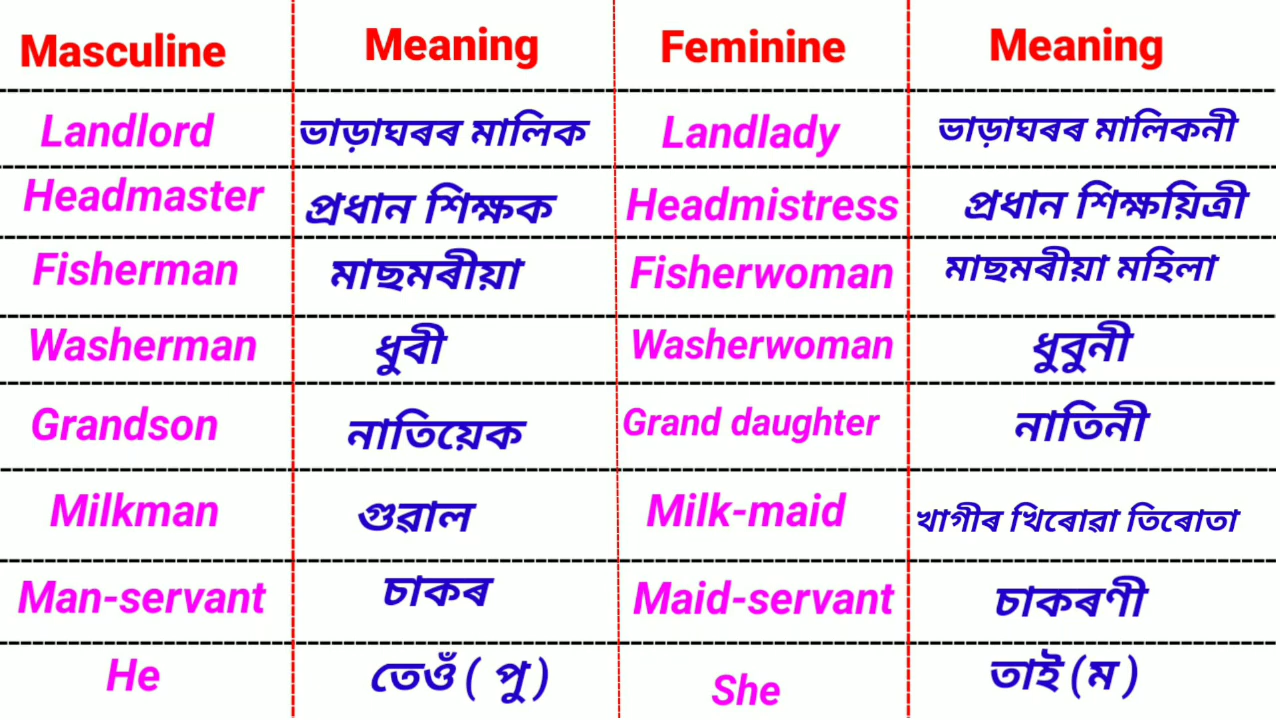 Masculine Meaning Feminine Meaning
Landlord ভাড়াঘৰৰ মালিক Landlady ভাড়াঘৰৰ মালিকনী
Headmaster প্ৰধান শিক্ষক Headmistress প্ৰধান শিক্ষয়িত্ৰী
Fisherman মাছমৰীয়া Fisherwoman মাছমৰীয়া মহিলা
Washerman ধুবী Washerwoman ধুবুনী
Grandson নাতিয়েক Grand daughter নাতিনী
Milkman গুৱাল Milk-maid খাগীৰ খিৰোৱা তিৰোতা
Man-servant চাকৰ Maid-servant চাকৰণী
He তেওঁ ( পু ) She তাই (ম )